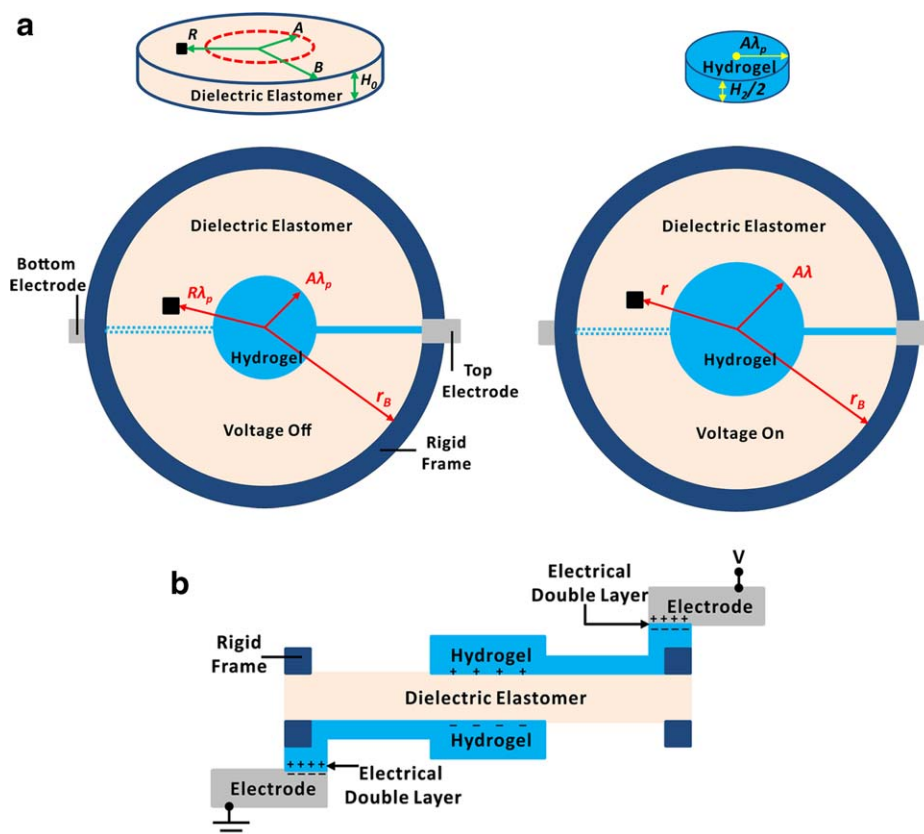 a
R
A
B
H₀
Dielectric Elastomer
Aλₚ
Hydrogel
H₂/2
Dielectric Elastomer
Bottom
Electrode
Rλₚ
Aλₚ
Hydrogel
r_B
Top
Electrode
Voltage Off
Rigid
Frame
Dielectric Elastomer
r
Aλ
Hydrogel
r_B
Voltage On
b
V
Electrical
Double Layer
Electrode
+ + + +
− − − −
Rigid
Frame
Hydrogel
+ + + +
Dielectric Elastomer
− − − −
Hydrogel
+ + + +
− − − −
Electrode
Electrical
Double Layer